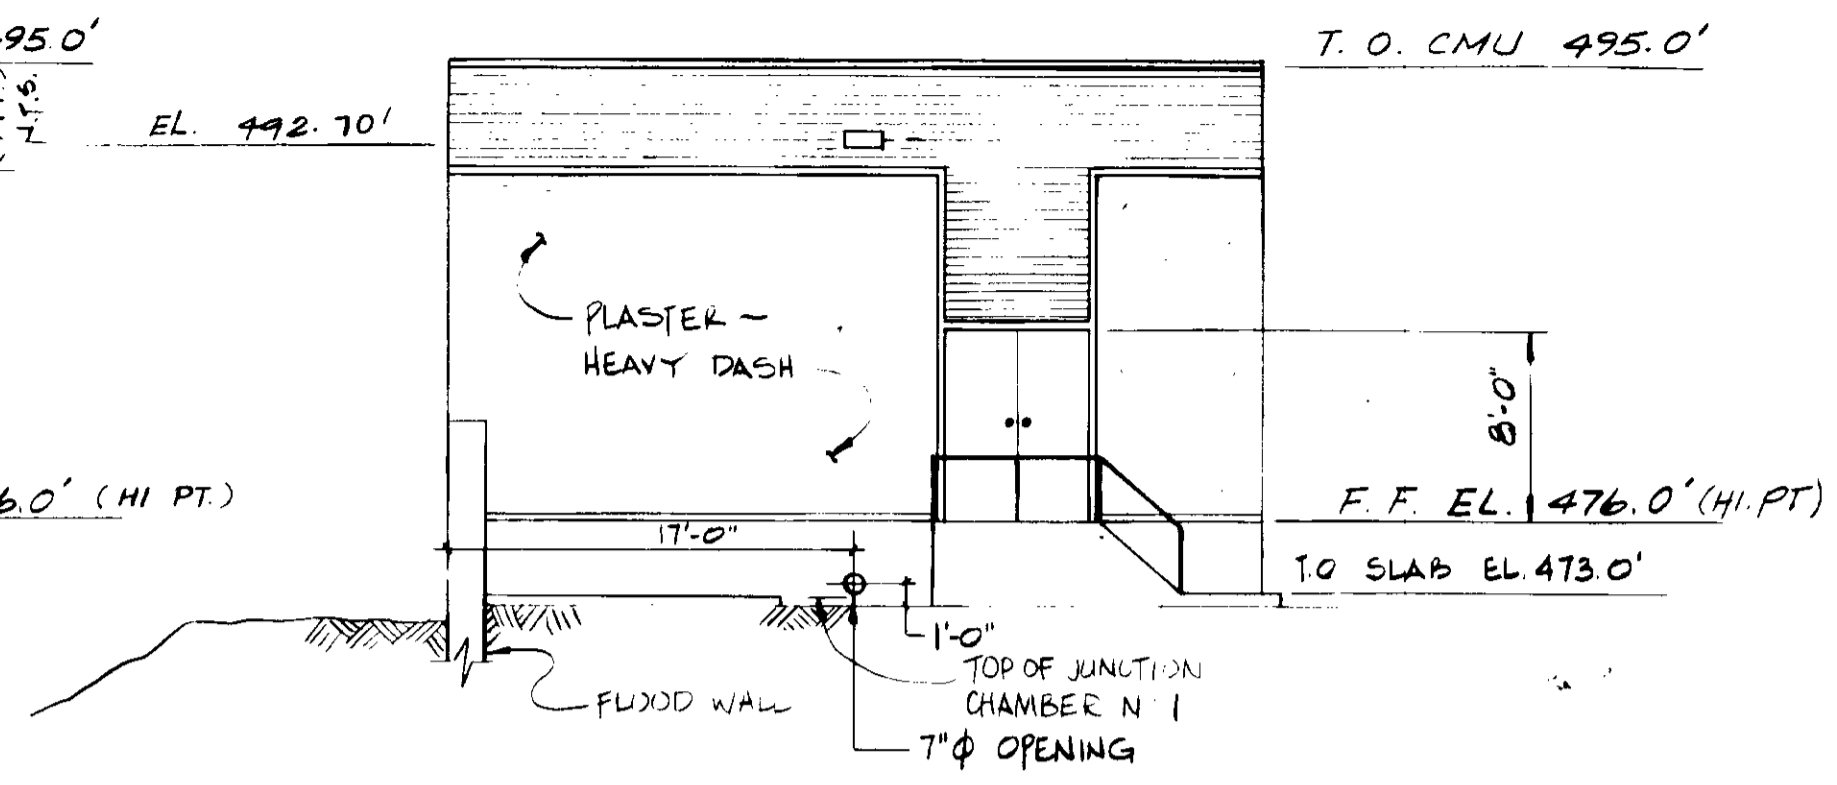 95.0'
T. O. CMU 495.0'
N.T.S.
EL. 492.70'
PLASTER ~
HEAVY DASH
8'-0"
6.0' (HI PT.)
F. F. EL. 476.0' (HI. PT)
17'-0"
T.O SLAB EL. 473.0'
1'-0"
TOP OF JUNCTION
CHAMBER N 1
FLOOD WALL
7"φ OPENING